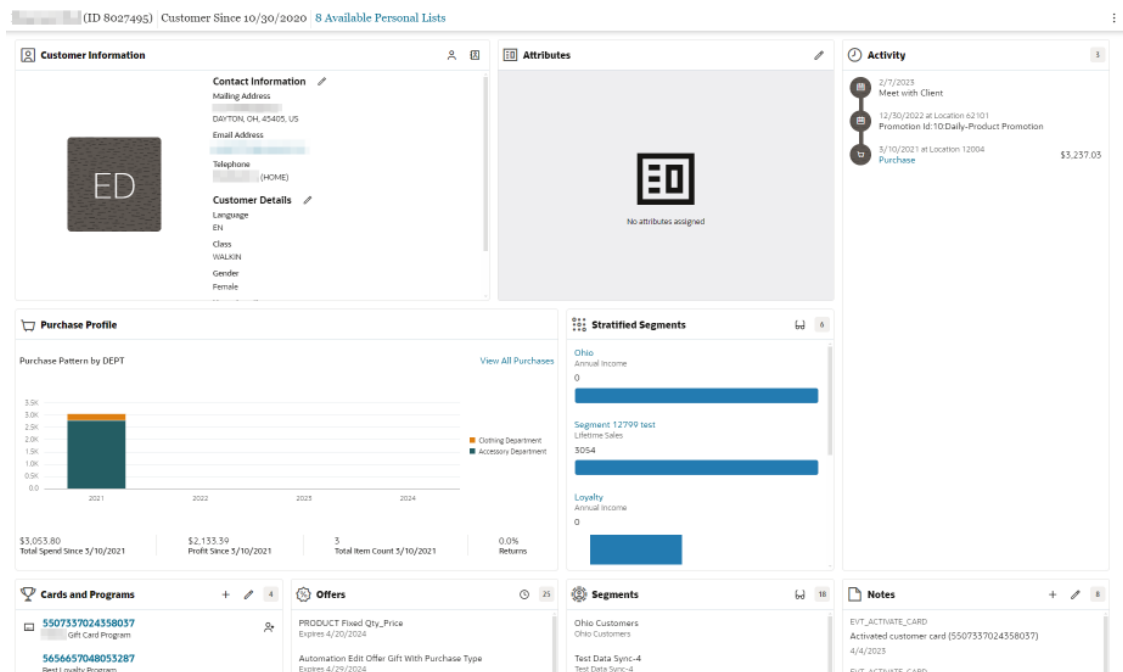 (ID 8027495) Customer Since 10/30/2020 8 Available Personal Lists
Customer Information
Contact Information
Mailing Address
DAYTON, OH, 45405, US
Email Address
Telephone
(HOME)
ED
Customer Details
Language
EN
Class
WALKIN
Gender
Female
Attributes
No attributes assigned
Activity 3
2/7/2023
Meet with Client
12/30/2022 at Location 62101
Promotion Id:10:Daily-Product Promotion
3/10/2021 at Location 12004
Purchase $3,237.03
Purchase Profile
Purchase Pattern by DEPT View All Purchases
3.5K
3.0K
2.5K
2.0K
1.5K
1.0K
0.5K
0.0
2021 2022 2023 2024
Clothing Department
Accessory Department
$3,053.80 $2,133.39 3 0.0%
Total Spend Since 3/10/2021 Profit Since 3/10/2021 Total Item Count 3/10/2021 Returns
Stratified Segments 6
Ohio
Annual Income
0
Segment 12799 test
Lifetime Sales
3054
Loyalty
Annual Income
0
Cards and Programs 4
5507337024358037
Gift Card Program
5656657048053287
Best Loyalty Program
Offers 25
PRODUCT Fixed Qty_Price
Expires 4/20/2024
Automation Edit Offer Gift With Purchase Type
Expires 4/29/2024
Segments 18
Ohio Customers
Ohio Customers
Test Data Sync-4
Test Data Sync-4
Notes 8
EVT_ACTIVATE_CARD
Activated customer card (5507337024358037)
4/4/2023
EVT_ACTIVATE_CARD